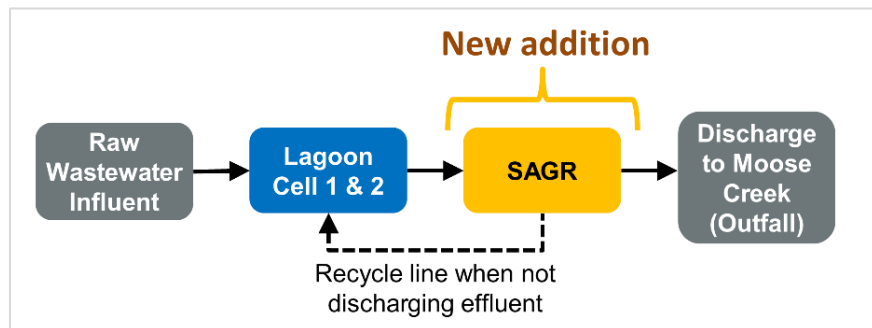 New addition
Raw
Wastewater
Influent
Lagoon
Cell 1 & 2
SAGR
Discharge
to Moose
Creek
(Outfall)
Recycle line when not
discharging effluent